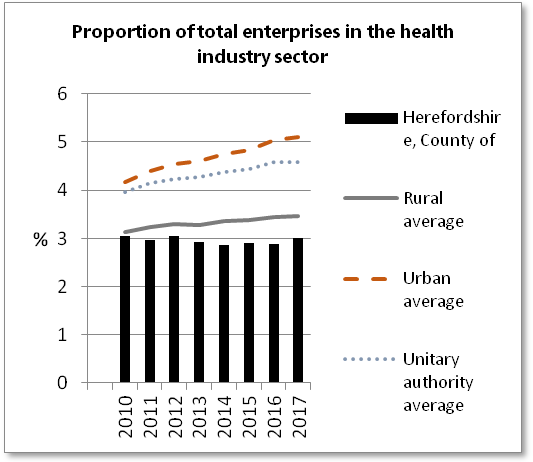 Proportion of total enterprises in the health
industry sector
6
5
4
3
2
1
0
%
2010
2011
2012
2013
2014
2015
2016
2017
Herefordshir
e, County of
Rural
average
Urban
average
Unitary
authority
average